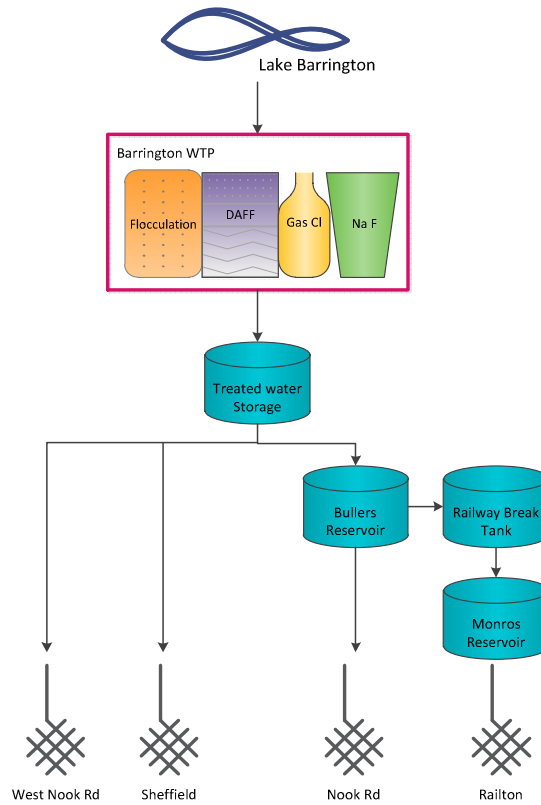 Lake Barrington
Barrington WTP
Flocculation
DAFF
Gas Cl
Na F
Treated water
Storage
Bullers
Reservoir
Railway Break
Tank
Monros
Reservoir
West Nook Rd
Sheffield
Nook Rd
Railton